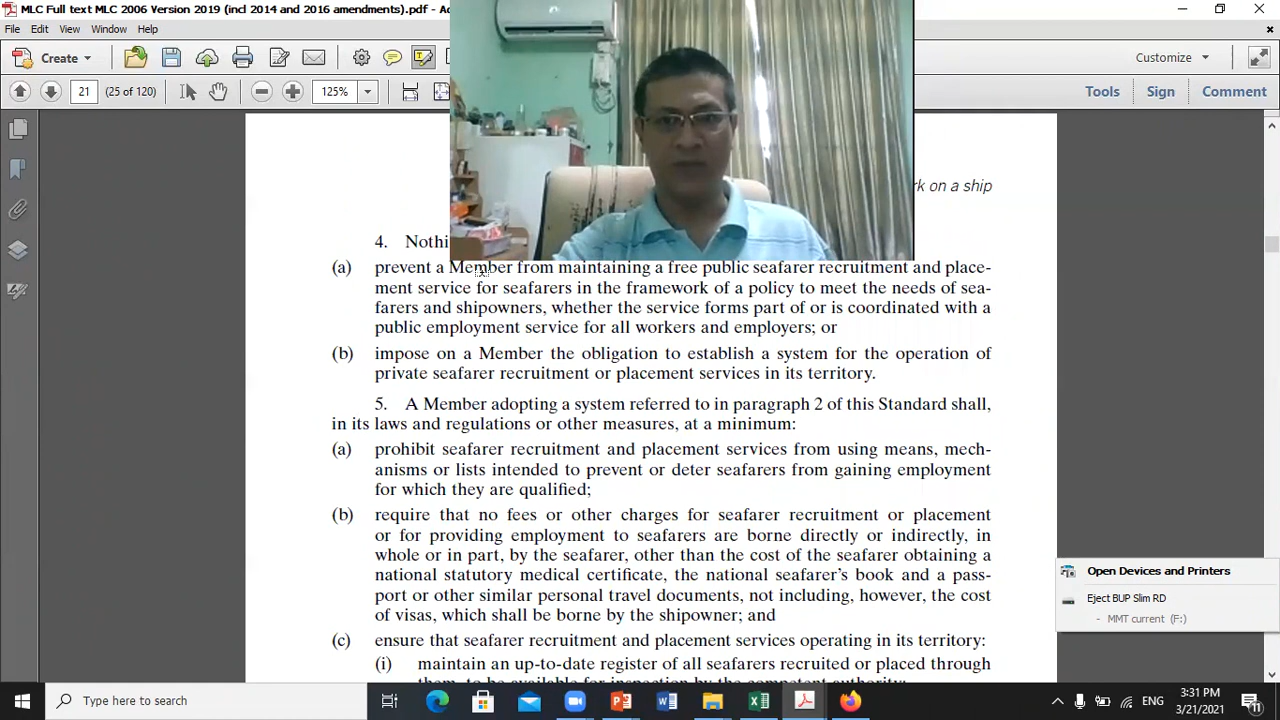 MLC Full text MLC 2006 Version 2019 (incl 2014 and 2016 amendments).pdf - Ac
File Edit View Window Help
Create
Customize
21 (25 of 120)
125%
Tools Sign Comment
rk on a ship
4. Nothi
(a) prevent a Member from maintaining a free public seafarer recruitment and place-
ment service for seafarers in the framework of a policy to meet the needs of sea-
farers and shipowners, whether the service forms part of or is coordinated with a
public employment service for all workers and employers; or
(b) impose on a Member the obligation to establish a system for the operation of
private seafarer recruitment or placement services in its territory.
5. A Member adopting a system referred to in paragraph 2 of this Standard shall,
in its laws and regulations or other measures, at a minimum:
(a) prohibit seafarer recruitment and placement services from using means, mech-
anisms or lists intended to prevent or deter seafarers from gaining employment
for which they are qualified;
(b) require that no fees or other charges for seafarer recruitment or placement
or for providing employment to seafarers are borne directly or indirectly, in
whole or in part, by the seafarer, other than the cost of the seafarer obtaining a
national statutory medical certificate, the national seafarer's book and a pass-
port or other similar personal travel documents, not including, however, the cost
of visas, which shall be borne by the shipowner; and
(c) ensure that seafarer recruitment and placement services operating in its territory:
(i) maintain an up-to-date register of all seafarers recruited or placed through
them, to be available for inspection by the competent authority;
Open Devices and Printers
Eject BUP Slim RD
- MMT current (F:)
Type here to search
ENG
3:31 PM
3/21/2021
11